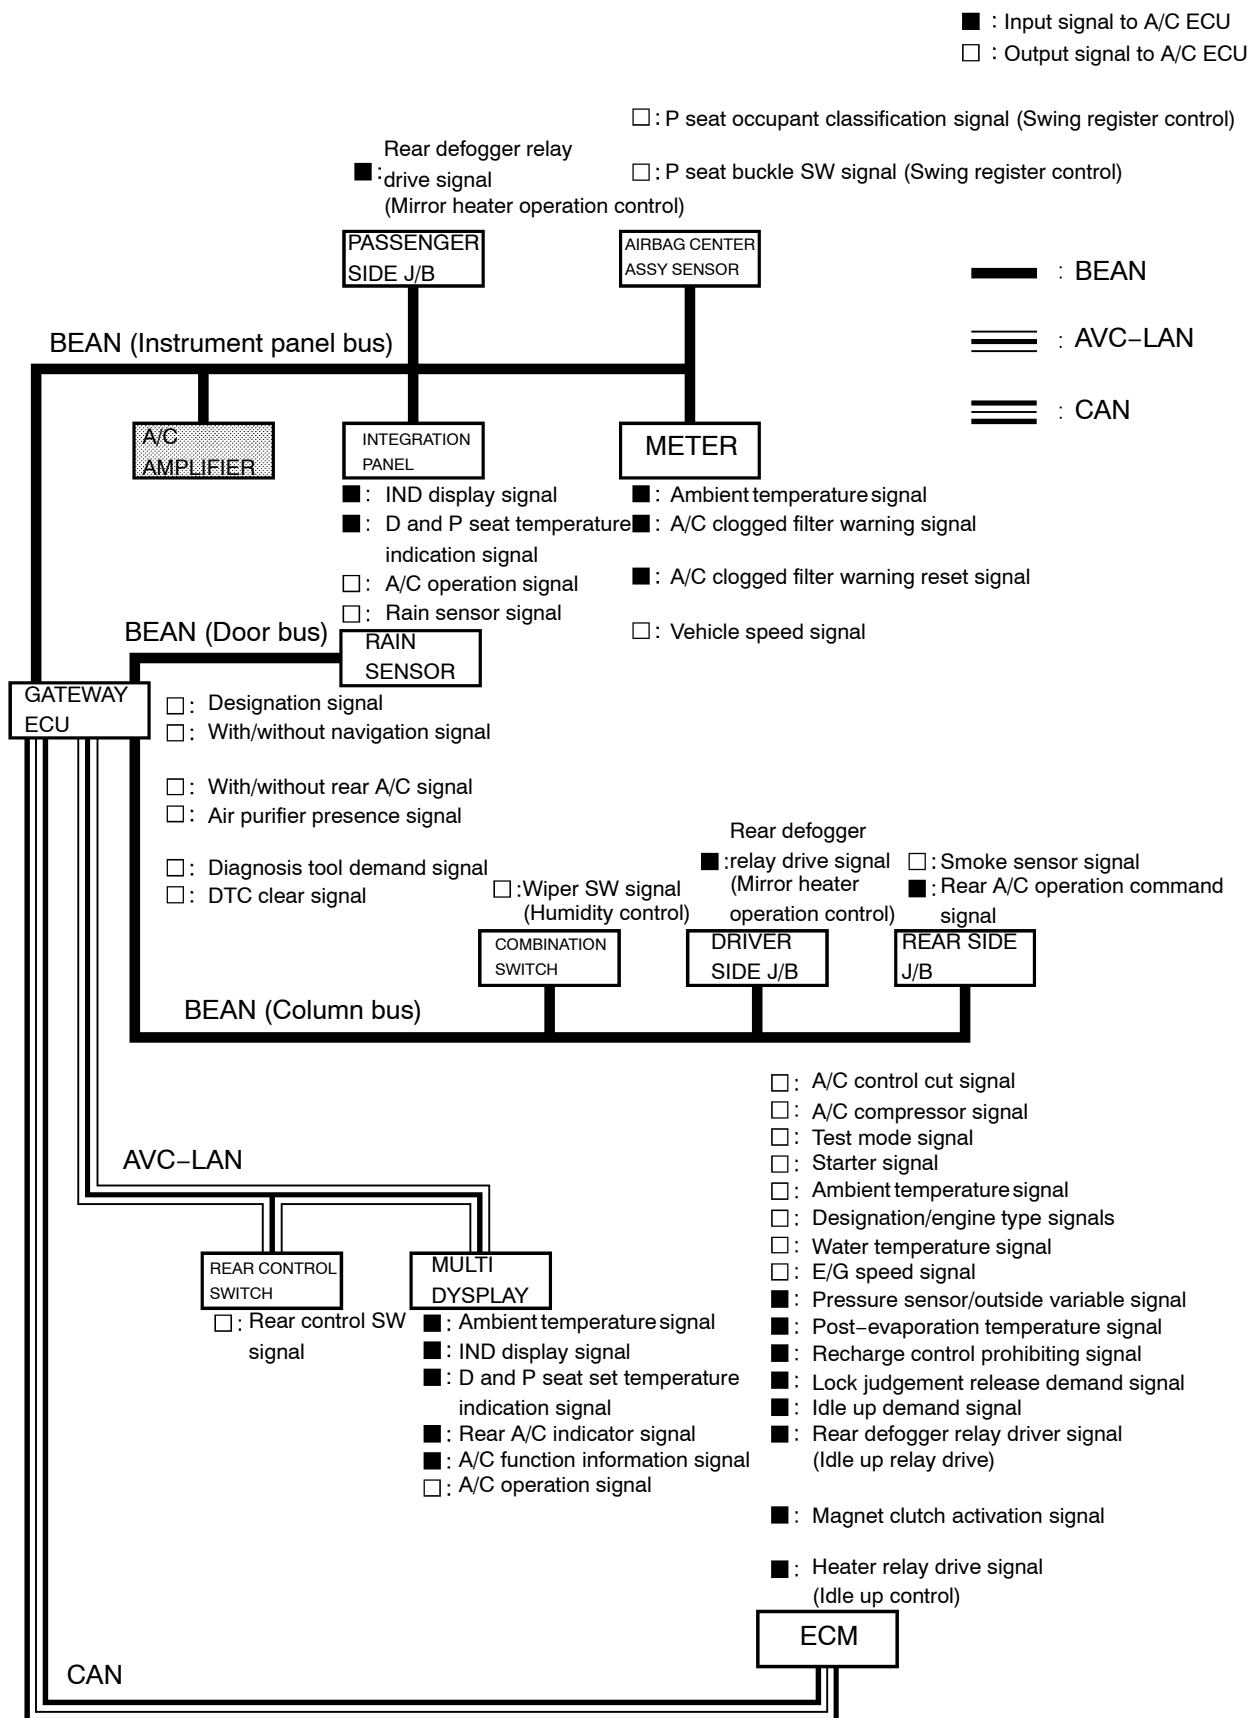 ■ : Input signal to A/C ECU
□ : Output signal to A/C ECU
□ : P seat occupant classification signal (Swing register control)
Rear defogger relay
■ : drive signal
(Mirror heater operation control)
□ : P seat buckle SW signal (Swing register control)
PASSENGER
SIDE J/B
AIRBAG CENTER
ASSY SENSOR
: BEAN
: AVC−LAN
: CAN
BEAN (Instrument panel bus)
A/C
AMPLIFIER
INTEGRATION
PANEL
METER
■ : IND display signal
■ : D and P seat temperature
indication signal
□ : A/C operation signal
□ : Rain sensor signal
■ : Ambient temperature signal
■ : A/C clogged filter warning signal
■ : A/C clogged filter warning reset signal
□ : Vehicle speed signal
BEAN (Door bus)
RAIN
SENSOR
GATEWAY
ECU
□ : Designation signal
□ : With/without navigation signal
□ : With/without rear A/C signal
□ : Air purifier presence signal
□ : Diagnosis tool demand signal
□ : DTC clear signal
□ : Wiper SW signal
(Humidity control)
Rear defogger
■ : relay drive signal
(Mirror heater
operation control)
□ : Smoke sensor signal
■ : Rear A/C operation command
signal
COMBINATION
SWITCH
DRIVER
SIDE J/B
REAR SIDE
J/B
BEAN (Column bus)
□ : A/C control cut signal
□ : A/C compressor signal
□ : Test mode signal
□ : Starter signal
□ : Ambient temperature signal
□ : Designation/engine type signals
□ : Water temperature signal
□ : E/G speed signal
■ : Pressure sensor/outside variable signal
■ : Post−evaporation temperature signal
■ : Recharge control prohibiting signal
■ : Lock judgement release demand signal
■ : Idle up demand signal
■ : Rear defogger relay driver signal
(Idle up relay drive)
■ : Magnet clutch activation signal
■ : Heater relay drive signal
(Idle up control)
AVC−LAN
REAR CONTROL
SWITCH
□ : Rear control SW
signal
MULTI
DYSPLAY
■ : Ambient temperature signal
■ : IND display signal
■ : D and P seat set temperature
indication signal
■ : Rear A/C indicator signal
■ : A/C function information signal
□ : A/C operation signal
ECM
CAN